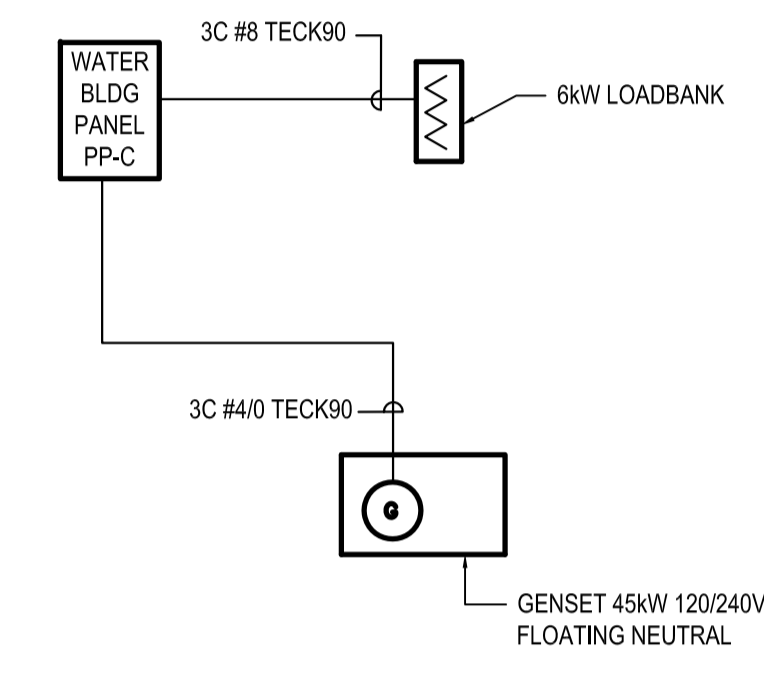 3C #8 TECK90
WATER
BLDG
PANEL
PP-C
6kW LOADBANK
3C #4/0 TECK90
G
GENSET 45kW 120/240V
FLOATING NEUTRAL